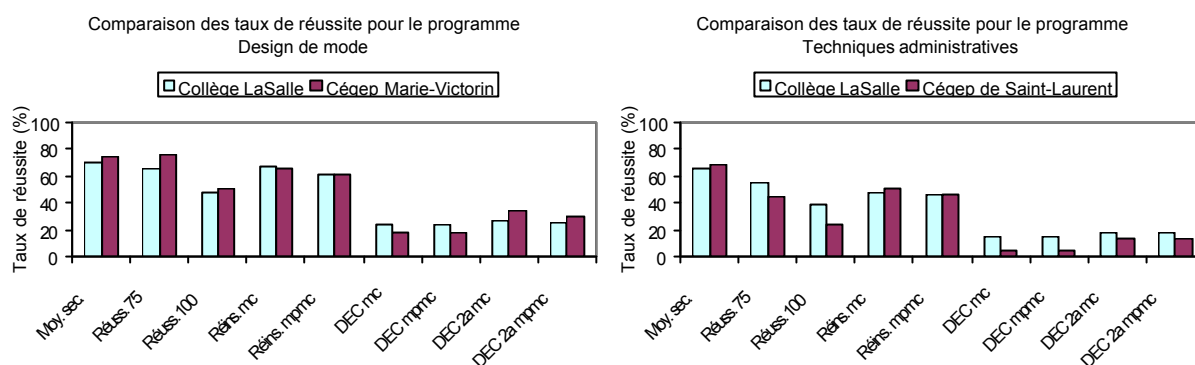 Comparaison des taux de réussite pour le programme
Design de mode
Collège LaSalle Cégep Marie-Victorin
Taux de réussite (%)
100
80
60
40
20
0
Moy. sec.
Réuss. 75
Réuss. 100
Réins. mc
Réins. mpmc
DEC mc
DEC mpmc
DEC 2a mc
DEC 2a mpmc
Comparaison des taux de réussite pour le programme
Techniques administratives
Collège LaSalle Cégep de Saint-Laurent
Taux de réussite (%)
100
80
60
40
20
0
Moy. sec.
Réuss. 75
Réuss. 100
Réins. mc
Réins. mpmc
DEC mc
DEC mpmc
DEC 2a mc
DEC 2a mpmc